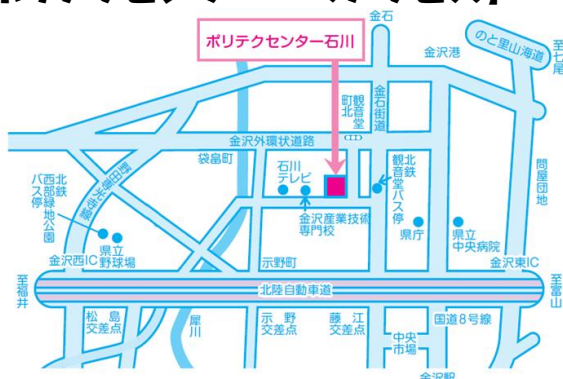 金石
ポリテクセンター石川
のと里山海道
至七尾
金沢港
金石街道
観音堂
町北
金沢外環状道路
袋畠町
石川
テレビ
北鉄
観音堂バス停
問屋団地
北鉄
西部緑地公園
バス停
金沢産業技術
専門校
県庁
県立
中央病院
県立
野球場
金沢西IC
示野町
金沢東IC
至福井
北陸自動車道
至富山
松島
交差点
犀川
示野
交差点
藤江
交差点
国道8号線
中央
市場
金沢駅